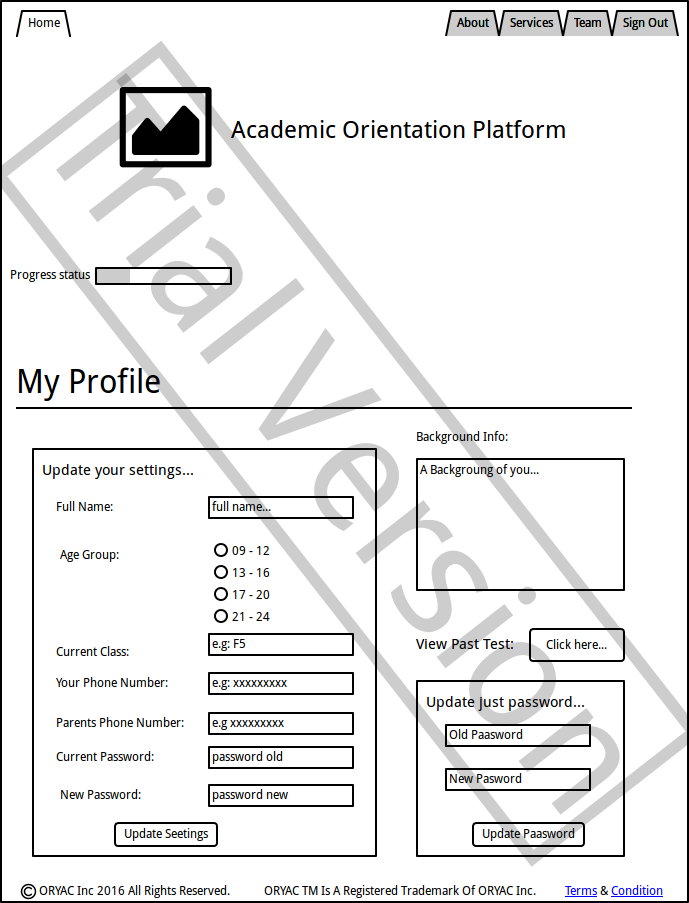 Home
About Services Team Sign Out
Academic Orientation Platform
Progress status
My Profile
Background Info:
Update your settings...
A Backgroung of you...
Full Name: full name...
Age Group:
09 - 12
13 - 16
17 - 20
21 - 24
View Past Test: Click here...
Current Class: e.g: F5
Your Phone Number: e.g: xxxxxxxxx
Update just password...
Parents Phone Number: e.g xxxxxxxxx
Old Paasword
Current Password: password old
New Pasword
New Password: password new
Update Seetings
Update Paasword
© ORYAC Inc 2016 All Rights Reserved. ORYAC TM Is A Registered Trademark Of ORYAC Inc. Terms & Condition
Trial Version